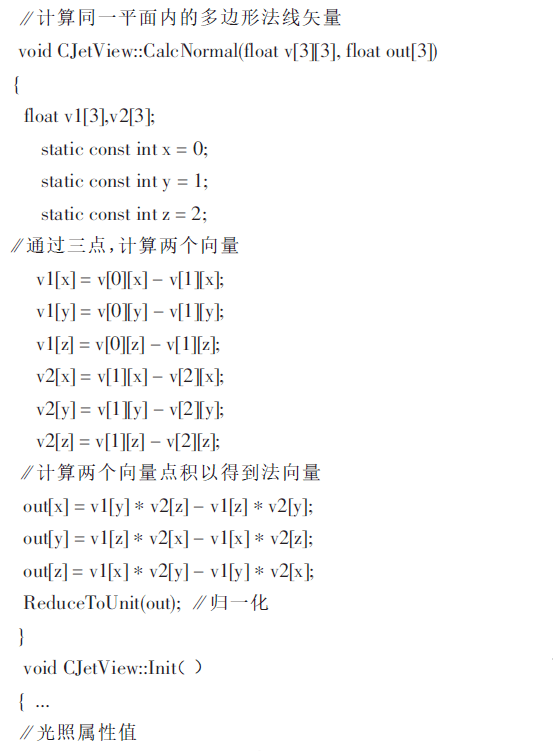 //计算同一平面内的多边形法线矢量
void CJetView::CalcNormal(float v[3][3], float out[3])
{
float v1[3],v2[3];
static const int x = 0;
static const int y = 1;
static const int z = 2;
//通过三点,计算两个向量
v1[x] = v[0][x] – v[1][x];
v1[y] = v[0][y] – v[1][y];
v1[z] = v[0][z] – v[1][z];
v2[x] = v[1][x] – v[2][x];
v2[y] = v[1][y] – v[2][y];
v2[z] = v[1][z] – v[2][z];
//计算两个向量点积以得到法向量
out[x] = v1[y] * v2[z] – v1[z] * v2[y];
out[y] = v1[z] * v2[x] – v1[x] * v2[z];
out[z] = v1[x] * v2[y] – v1[y] * v2[x];
ReduceToUnit(out); //归一化
}
void CJetView::Init( )
{ ...
//光照属性值